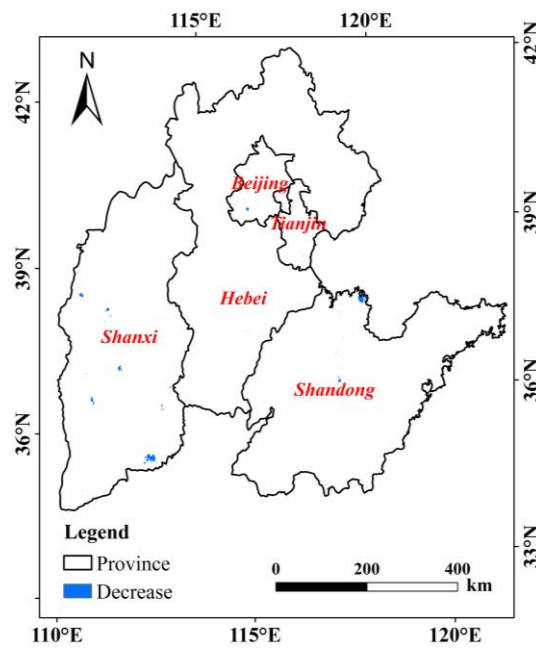 115°E 120°E
N
42°N
42°N
Beijing
Tianjin
39°N
39°N
Hebei
Shanxi
Shandong
36°N
36°N
Legend
Province
Decrease
0 200 400
km
33°N
110°E 115°E 120°E